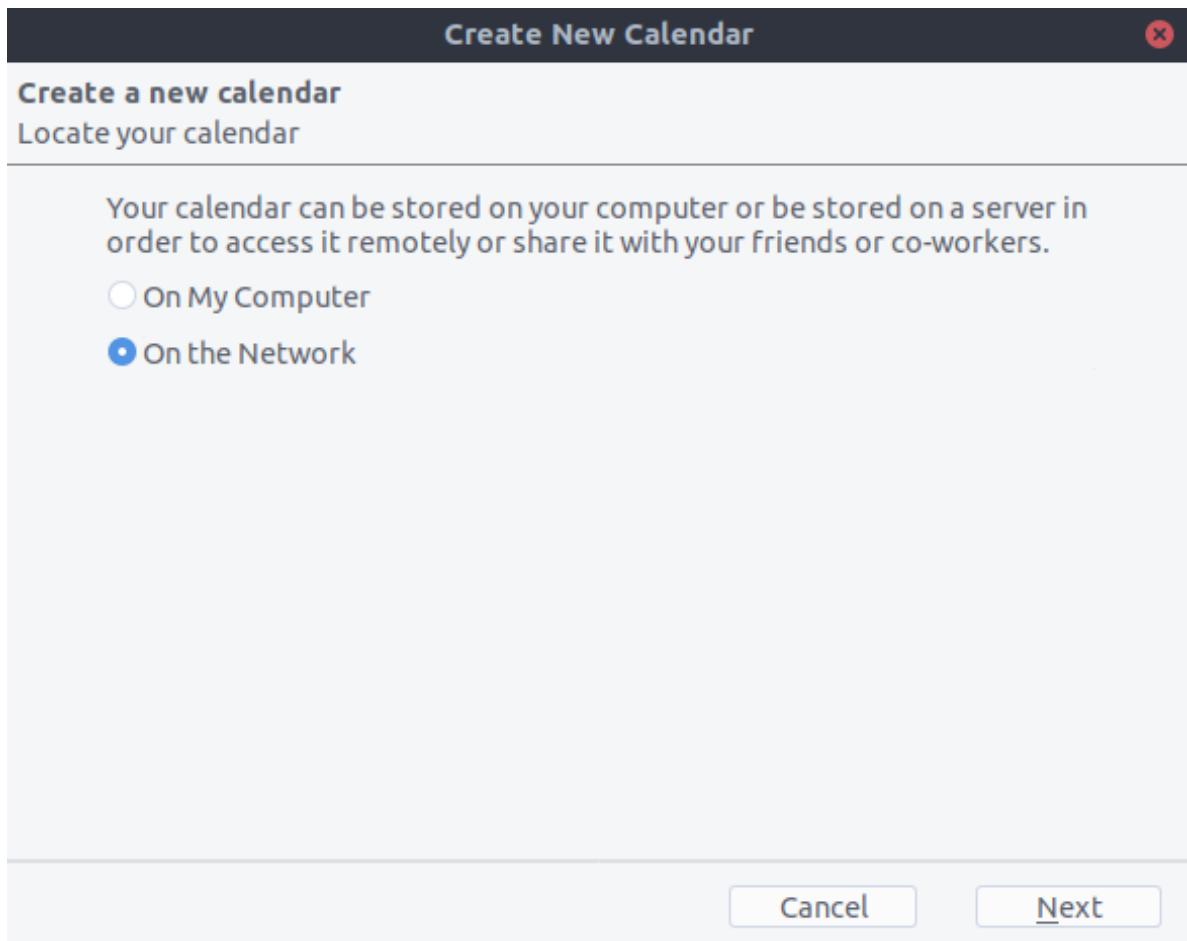 Create New Calendar
Create a new calendar
Locate your calendar
Your calendar can be stored on your computer or be stored on a server in
order to access it remotely or share it with your friends or co-workers.
On My Computer
On the Network
Cancel
Next